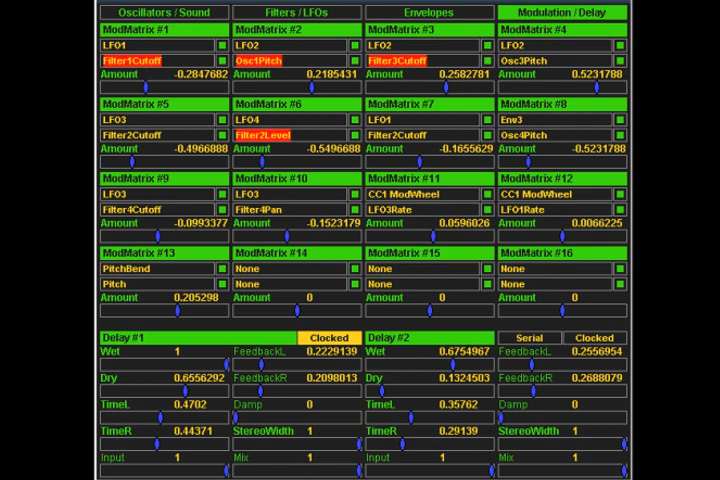 Oscillators / Sound Filters / LFOs Envelopes Modulation / Delay
ModMatrix #1 ModMatrix #2 ModMatrix #3 ModMatrix #4
LFO1 LFO2 LFO2 LFO2
Filter1Cutoff Osc1Pitch Filter3Cutoff Osc3Pitch
Amount -0.2847682 Amount 0.2185431 Amount 0.2582781 Amount 0.5231788
ModMatrix #5 ModMatrix #6 ModMatrix #7 ModMatrix #8
LFO3 LFO4 LFO1 Env3
Filter2Cutoff Filter2Level Filter2Cutoff Osc4Pitch
Amount -0.4966888 Amount -0.5496688 Amount -0.1655629 Amount -0.5231788
ModMatrix #9 ModMatrix #10 ModMatrix #11 ModMatrix #12
LFO3 LFO3 CC1 ModWheel CC1 ModWheel
Filter4Cutoff Filter4Pan LFO3Rate LFO1Rate
Amount -0.0993377 Amount -0.1523179 Amount 0.0596026 Amount 0.0066225
ModMatrix #13 ModMatrix #14 ModMatrix #15 ModMatrix #16
PitchBend None None None
Pitch None None None
Amount 0.205298 Amount 0 Amount 0 Amount 0
Delay #1 Clocked Delay #2 Serial Clocked
Wet 1 FeedbackL 0.2229139 Wet 0.6754967 FeedbackL 0.2556954
Dry 0.6556292 FeedbackR 0.2098013 Dry 0.1324503 FeedbackR 0.2688079
TimeL 0.4702 Damp 0 TimeL 0.35762 Damp 0
TimeR 0.44371 StereoWidth 1 TimeR 0.29139 StereoWidth 1
Input 1 Mix 1 Input 1 Mix 1